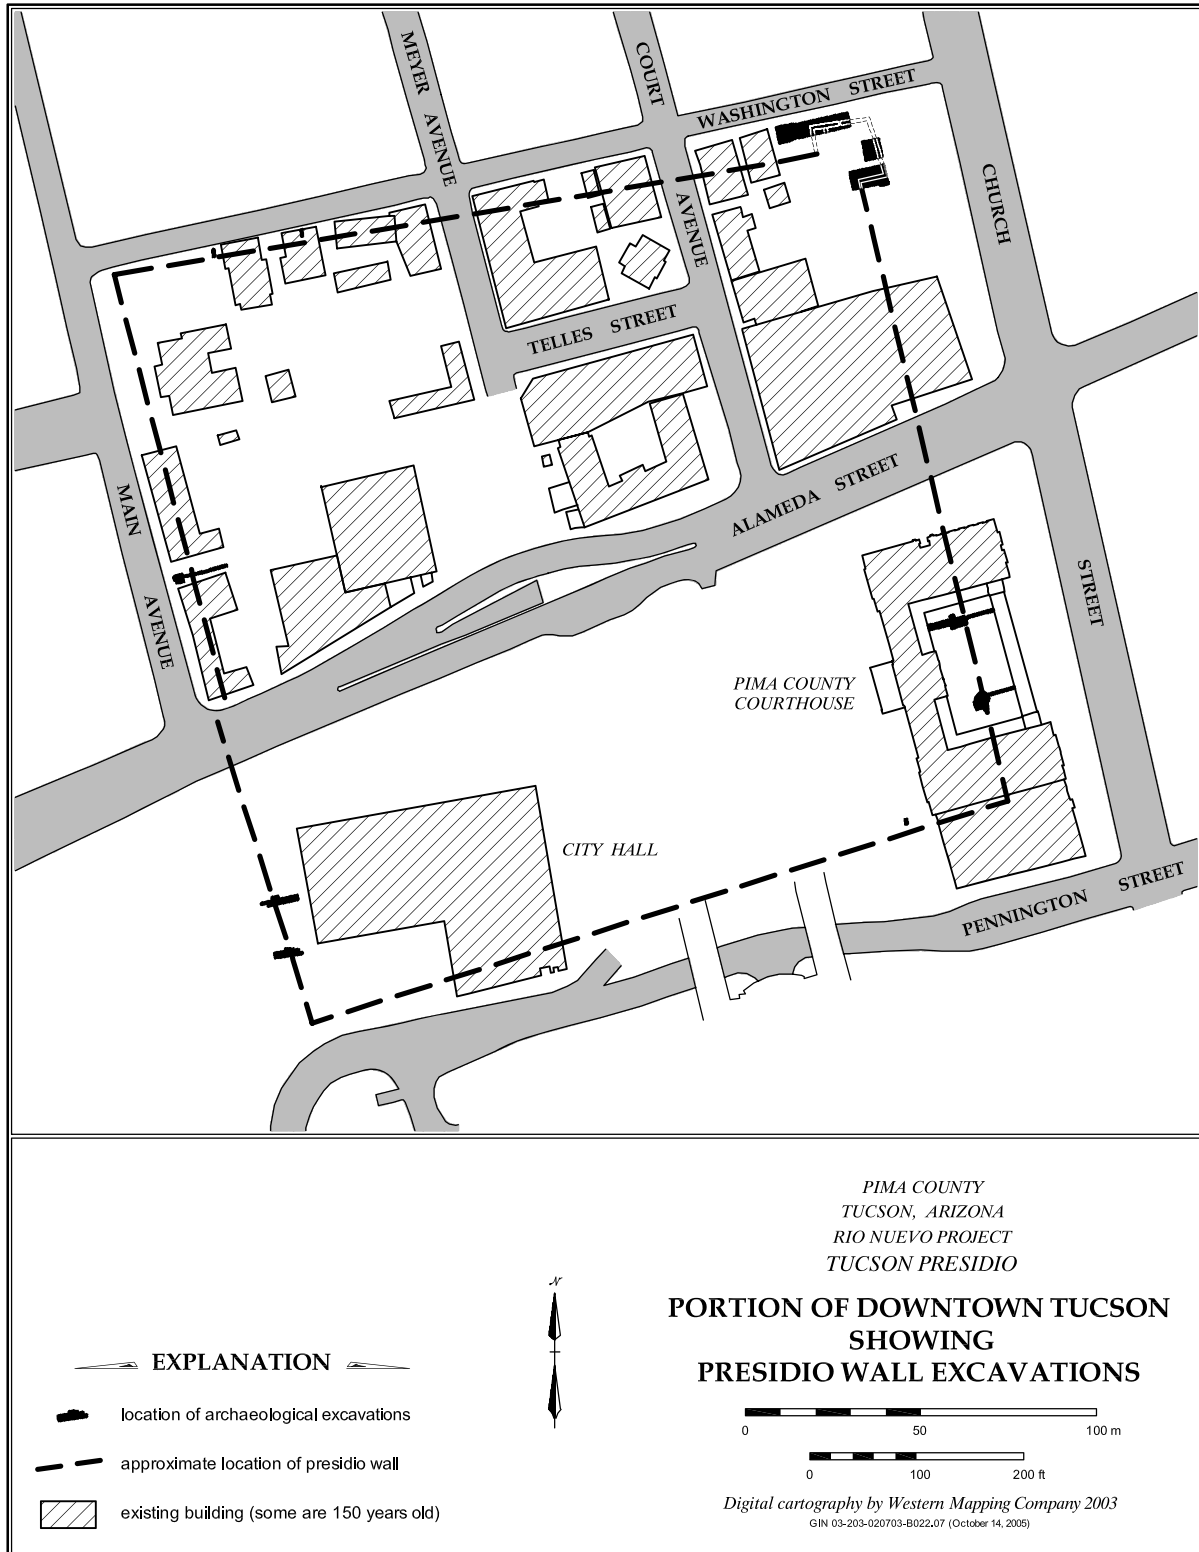 MEYER AVENUE
COURT AVENUE
WASHINGTON STREET
CHURCH STREET
TELLES STREET
MAIN AVENUE
ALAMEDA STREET
PIMA COUNTY
COURTHOUSE
CITY HALL
PENNINGTON STREET
PIMA COUNTY
TUCSON, ARIZONA
RIO NUEVO PROJECT
TUCSON PRESIDIO
PORTION OF DOWNTOWN TUCSON
SHOWING
PRESIDIO WALL EXCAVATIONS
N
EXPLANATION
location of archaeological excavations
approximate location of presidio wall
existing building (some are 150 years old)
0 50 100 m
0 100 200 ft
Digital cartography by Western Mapping Company 2003
GIN 03-203-020703-B022.07 (October 14, 2005)